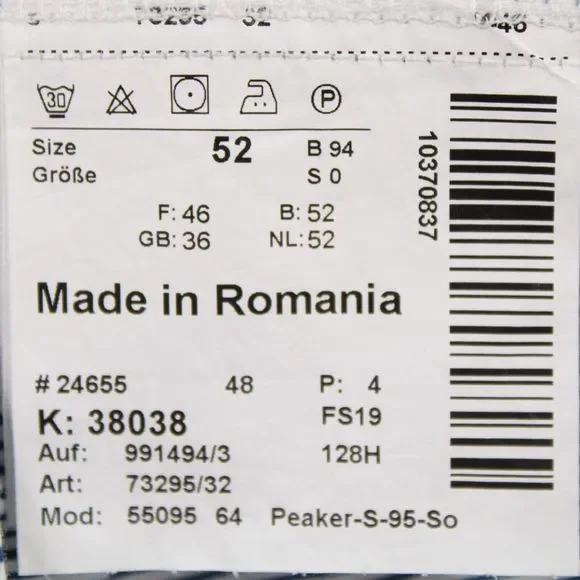 30
P
Size 52 B 94
Größe S 0
F: 46 B: 52
GB: 36 NL: 52
10370837
Made in Romania
# 24655 48 P: 4
K: 38038 FS19
Auf: 991494/3 128H
Art: 73295/32
Mod: 55095 64 Peaker-S-95-So